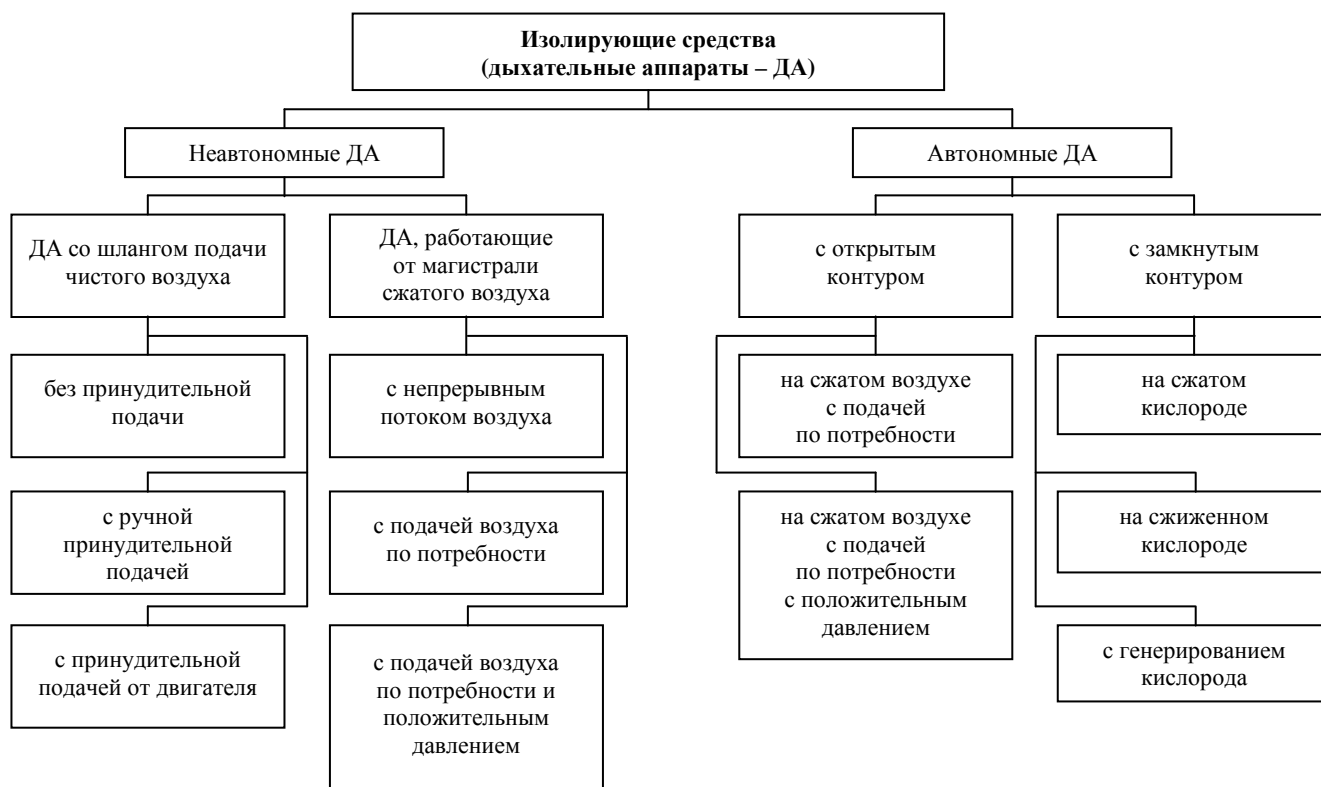 Изолирующие средства
(дыхательные аппараты – ДА)
Неавтономные ДА
Автономные ДА
ДА со шлангом подачи
чистого воздуха
ДА, работающие
от магистрали
сжатого воздуха
с открытым
контуром
с замкнутым
контуром
без принудительной
подачи
с непрерывным
потоком воздуха
на сжатом воздухе
с подачей
по потребности
на сжатом
кислороде
с ручной
принудительной
подачей
с подачей воздуха
по потребности
на сжатом воздухе
с подачей
по потребности
с положительным
давлением
на сжиженном
кислороде
с принудительной
подачей от двигателя
с подачей воздуха
по потребности и
положительным
давлением
с генерированием
кислорода